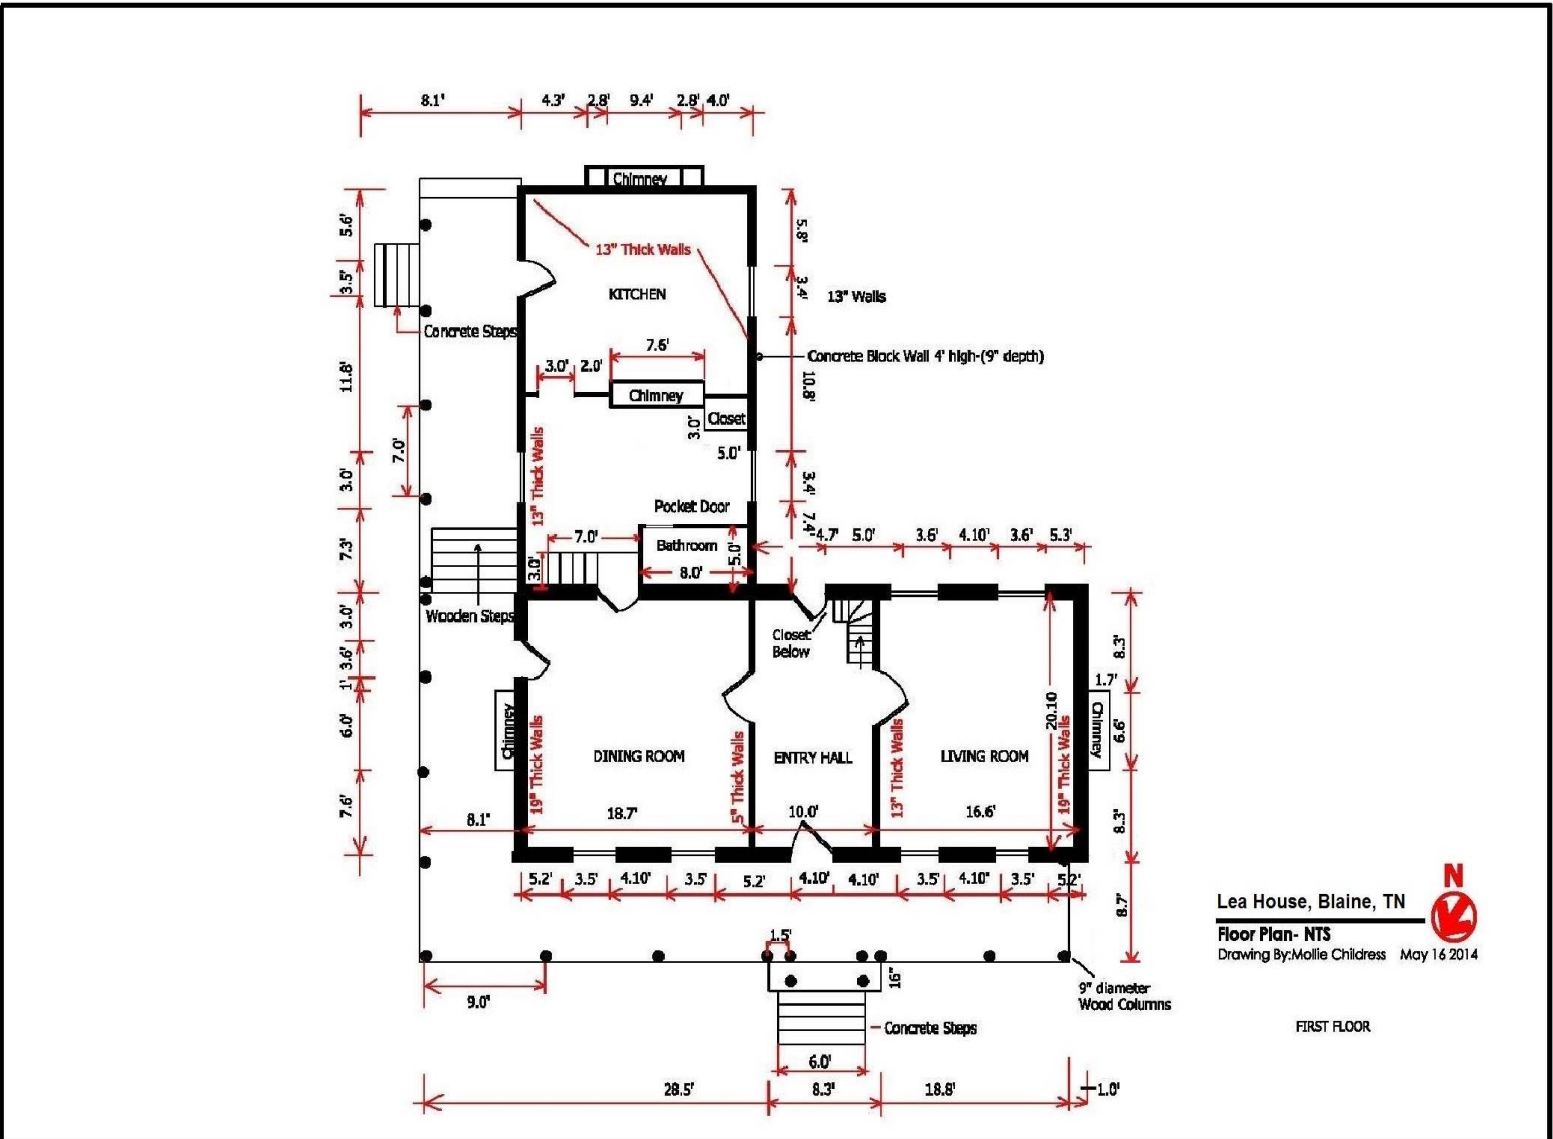 8.1' 4.3' 2.8' 9.4' 2.8' 4.0'
Chimney
5.6'
3.5'
11.8'
7.0'
3.0'
7.3'
3.0'
3.6'
1'
6.0'
7.6'
13" Thick Walls
KITCHEN
5.8'
3.4'
13" Walls
Concrete Steps
Concrete Block Wall 4' high-(9" depth)
10.8'
7.6'
3.0' 2.0'
Chimney
Closet
3.0'
5.0'
13" Thick Walls
3.4'
7.4'
Pocket Door
7.0'
Bathroom
5.0'
3.0'
8.0'
4.7' 5.0' 3.6' 4.10' 3.6' 5.3'
Wooden Steps
Closet
Below
8.3'
1.7'
20.10
Chimney
6.6'
Chimney
19" Thick Walls
DINING ROOM
5" Thick Walls
ENTRY HALL
13" Thick Walls
LIVING ROOM
19" Thick Walls
8.1" 18.7' 10.0' 16.6'
8.3'
5.2' 3.5' 4.10' 3.5' 5.2' 4.10' 4.10' 3.5' 4.10" 3.5' 5.2'
8.7'
1.5'
16"
9.0"
9" diameter
Wood Columns
Concrete Steps
6.0'
28.5' 8.3' 18.8' 1.0'
N
Lea House, Blaine, TN
Floor Plan- NTS
Drawing By:Mollie Childress May 16 2014
FIRST FLOOR